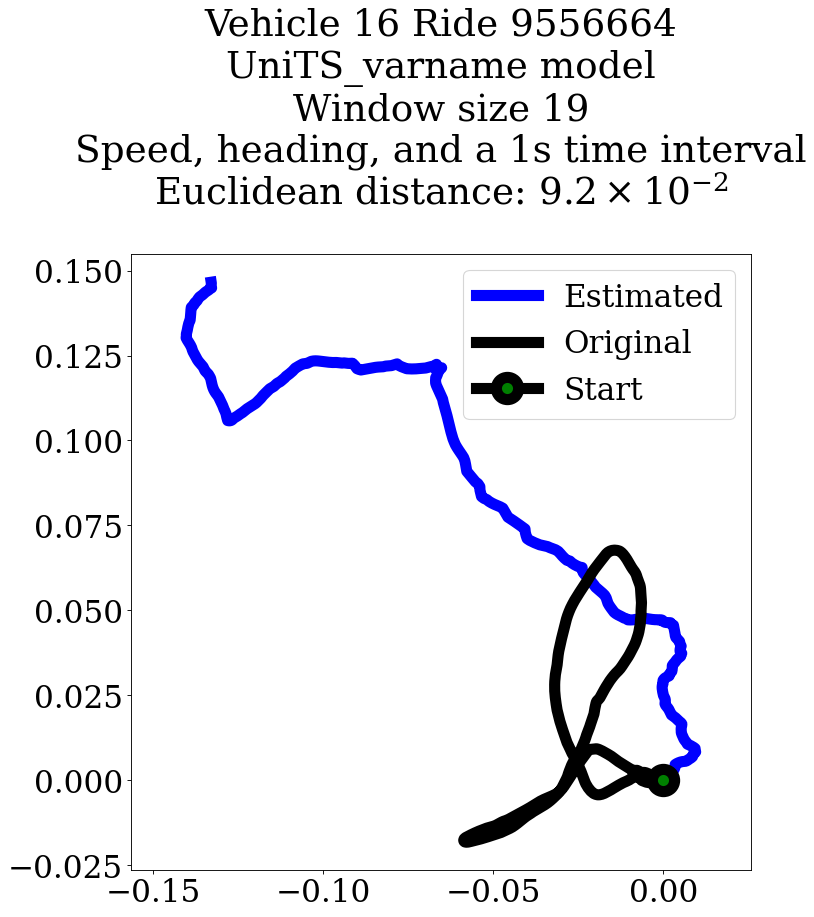 Vehicle 16 Ride 9556664
UniTS_varname model
Window size 19
Speed, heading, and a 1s time interval
Euclidean distance: 9.2 × 10⁻²
Estimated
Original
Start
0.150
0.125
0.100
0.075
0.050
0.025
0.000
−0.025
−0.15
−0.10
−0.05
0.00